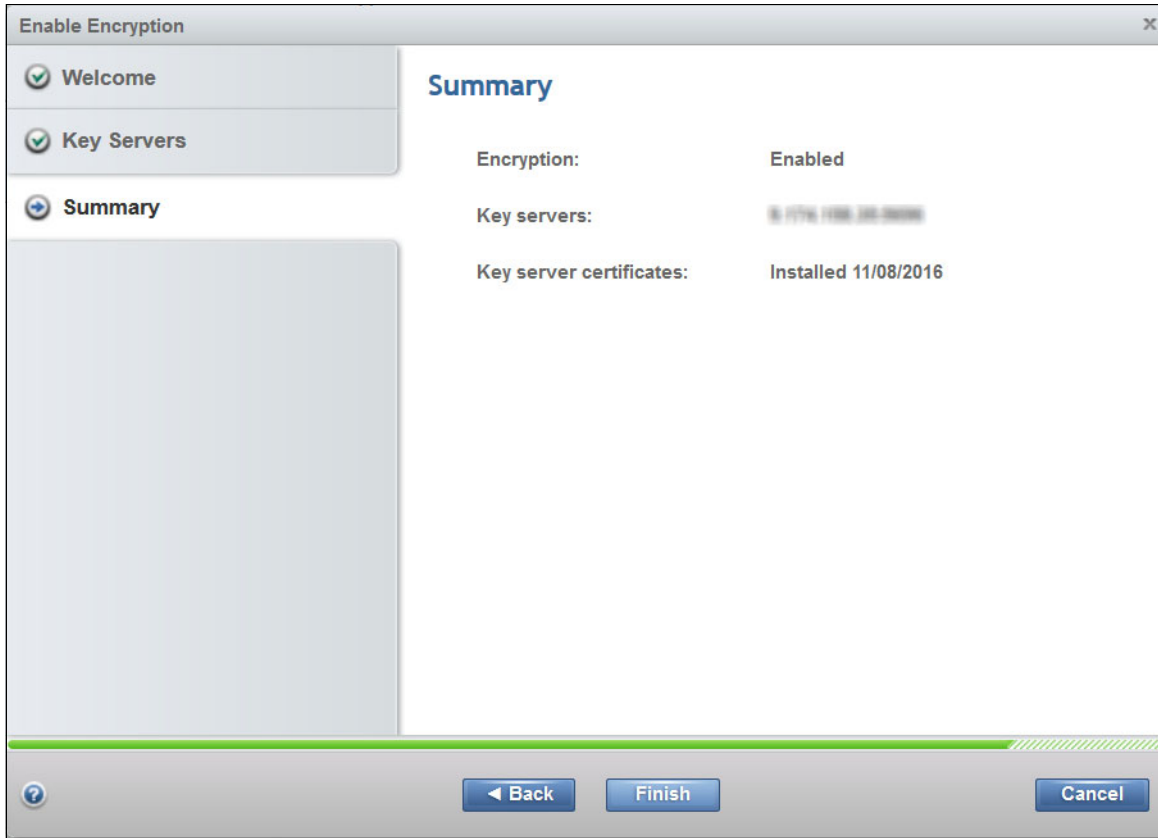 Enable Encryption x
Welcome
Key Servers
Summary
Summary
Encryption: Enabled
Key servers:
Key server certificates: Installed 11/08/2016
Back
Finish
Cancel